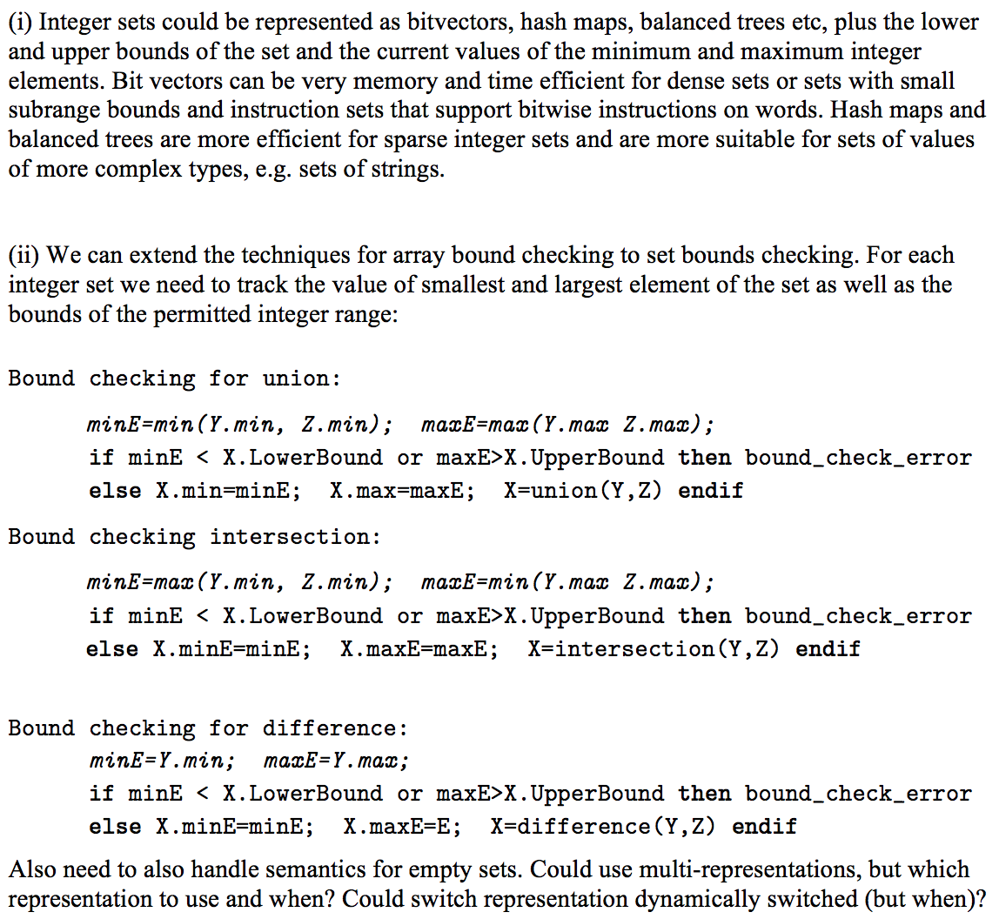 (i) Integer sets could be represented as bitvectors, hash maps, balanced trees etc, plus the lower
and upper bounds of the set and the current values of the minimum and maximum integer
elements. Bit vectors can be very memory and time efficient for dense sets or sets with small
subrange bounds and instruction sets that support bitwise instructions on words. Hash maps and
balanced trees are more efficient for sparse integer sets and are more suitable for sets of values
of more complex types, e.g. sets of strings.
(ii) We can extend the techniques for array bound checking to set bounds checking. For each
integer set we need to track the value of smallest and largest element of the set as well as the
bounds of the permitted integer range:
Bound checking for union:
minE=min(Y.min, Z.min); maxE=max(Y.max Z.max);
if minE < X.LowerBound or maxE>X.UpperBound then bound_check_error
else X.min=minE; X.max=maxE; X=union(Y,Z) endif
Bound checking intersection:
minE=max(Y.min, Z.min); maxE=min(Y.max Z.max);
if minE < X.LowerBound or maxE>X.UpperBound then bound_check_error
else X.minE=minE; X.maxE=maxE; X=intersection(Y,Z) endif
Bound checking for difference:
minE=Y.min; maxE=Y.max;
if minE < X.LowerBound or maxE>X.UpperBound then bound_check_error
else X.minE=minE; X.maxE=E; X=difference(Y,Z) endif
Also need to also handle semantics for empty sets. Could use multi-representations, but which
representation to use and when? Could switch representation dynamically switched (but when)?